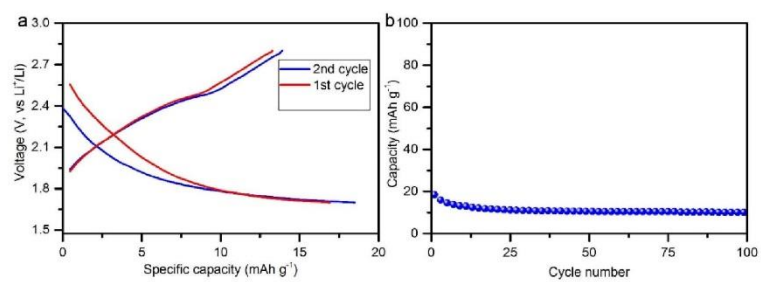 a
3.0
2.7
2.4
2.1
1.8
1.5
Voltage (V, vs Li⁺/Li)
2nd cycle
1st cycle
0 5 10 15 20
Specific capacity (mAh g⁻¹)
b
100
80
60
40
20
0
Capacity (mAh g⁻¹)
0 25 50 75 100
Cycle number